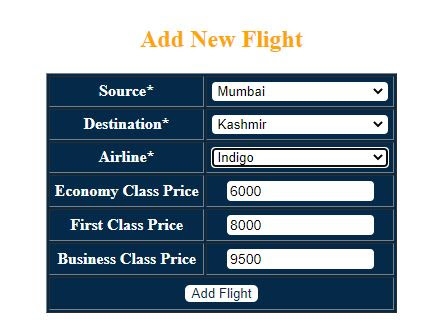 Add New Flight
Source* Mumbai
Destination* Kashmir
Airline* Indigo
Economy Class Price 6000
First Class Price 8000
Business Class Price 9500
Add Flight